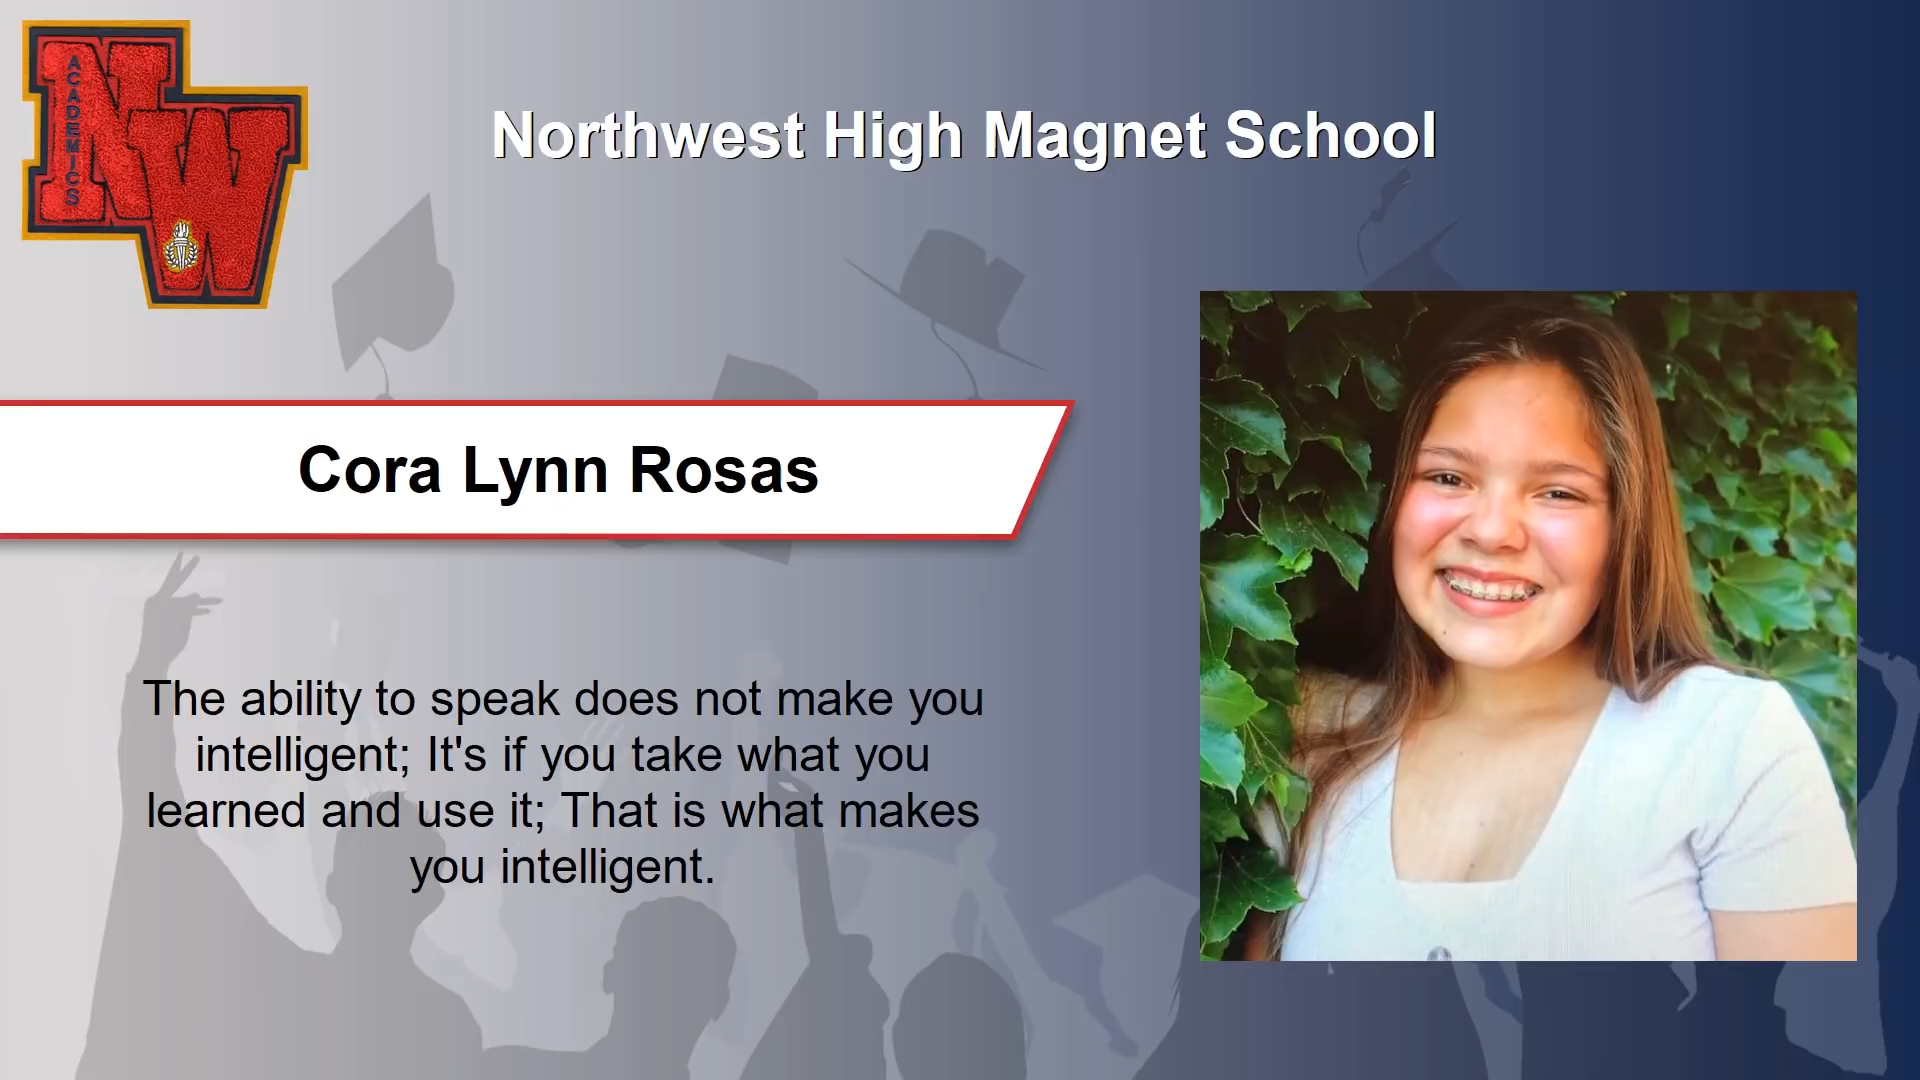 ACADEMICS
NW
Northwest High Magnet School
Cora Lynn Rosas
The ability to speak does not make you
intelligent; It's if you take what you
learned and use it; That is what makes
you intelligent.